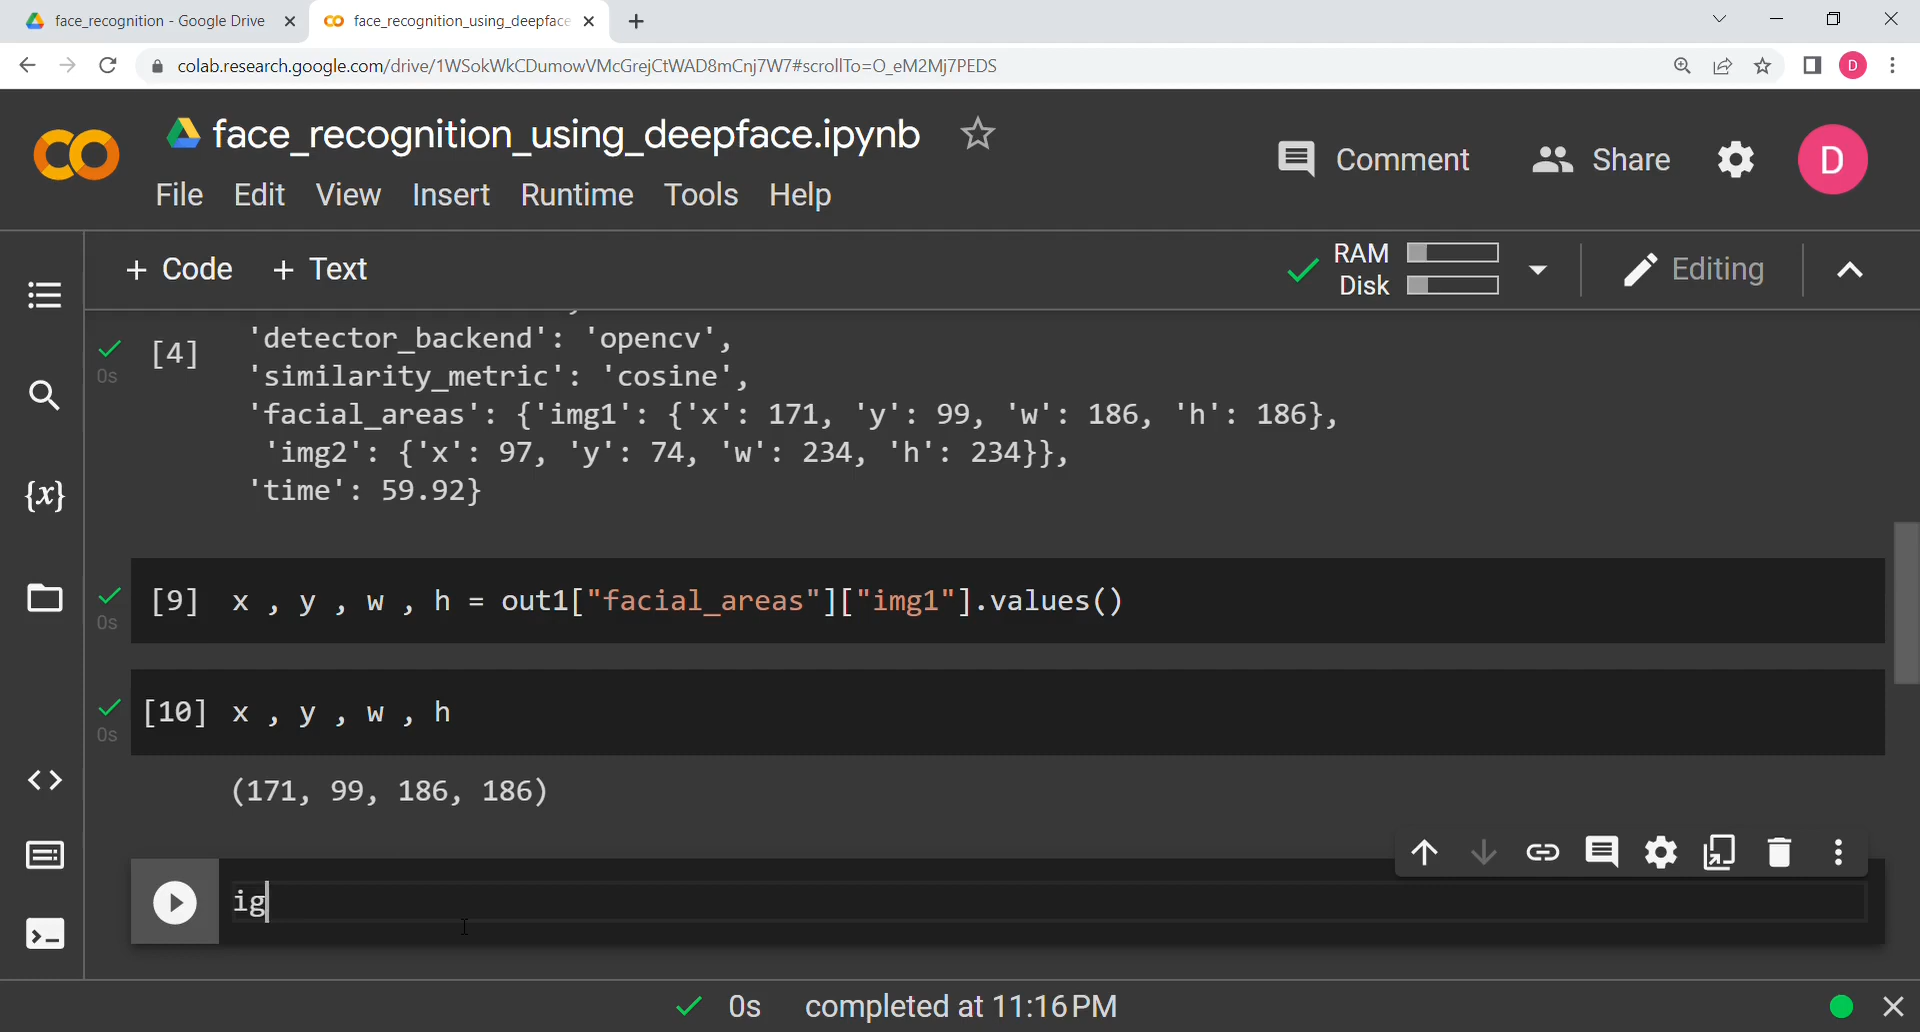 face_recognition - Google Drive
face_recognition_using_deepface
colab.research.google.com/drive/1WSokWkCDumowVMcGrejCtWAD8mCnj7W7#scrollTo=O_eM2Mj7PEDS
D
face_recognition_using_deepface.ipynb
Comment
Share
D
File Edit View Insert Runtime Tools Help
+ Code + Text
RAM
Disk
Editing
[4] 'detector_backend': 'opencv',
0s
'similarity_metric': 'cosine',
'facial_areas': {'img1': {'x': 171, 'y': 99, 'w': 186, 'h': 186},
'img2': {'x': 97, 'y': 74, 'w': 234, 'h': 234}},
'time': 59.92}
{x}
[9] x , y , w , h = out1["facial_areas"]["img1"].values()
0s
[10] x , y , w , h
0s
(171, 99, 186, 186)
ig
0s completed at 11:16 PM